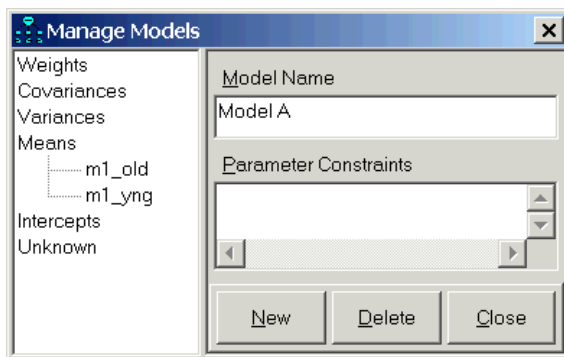 Manage Models
Weights
Covariances
Variances
Means
m1_old
m1_yng
Intercepts
Unknown
Model Name
Model A
Parameter Constraints
New
Delete
Close